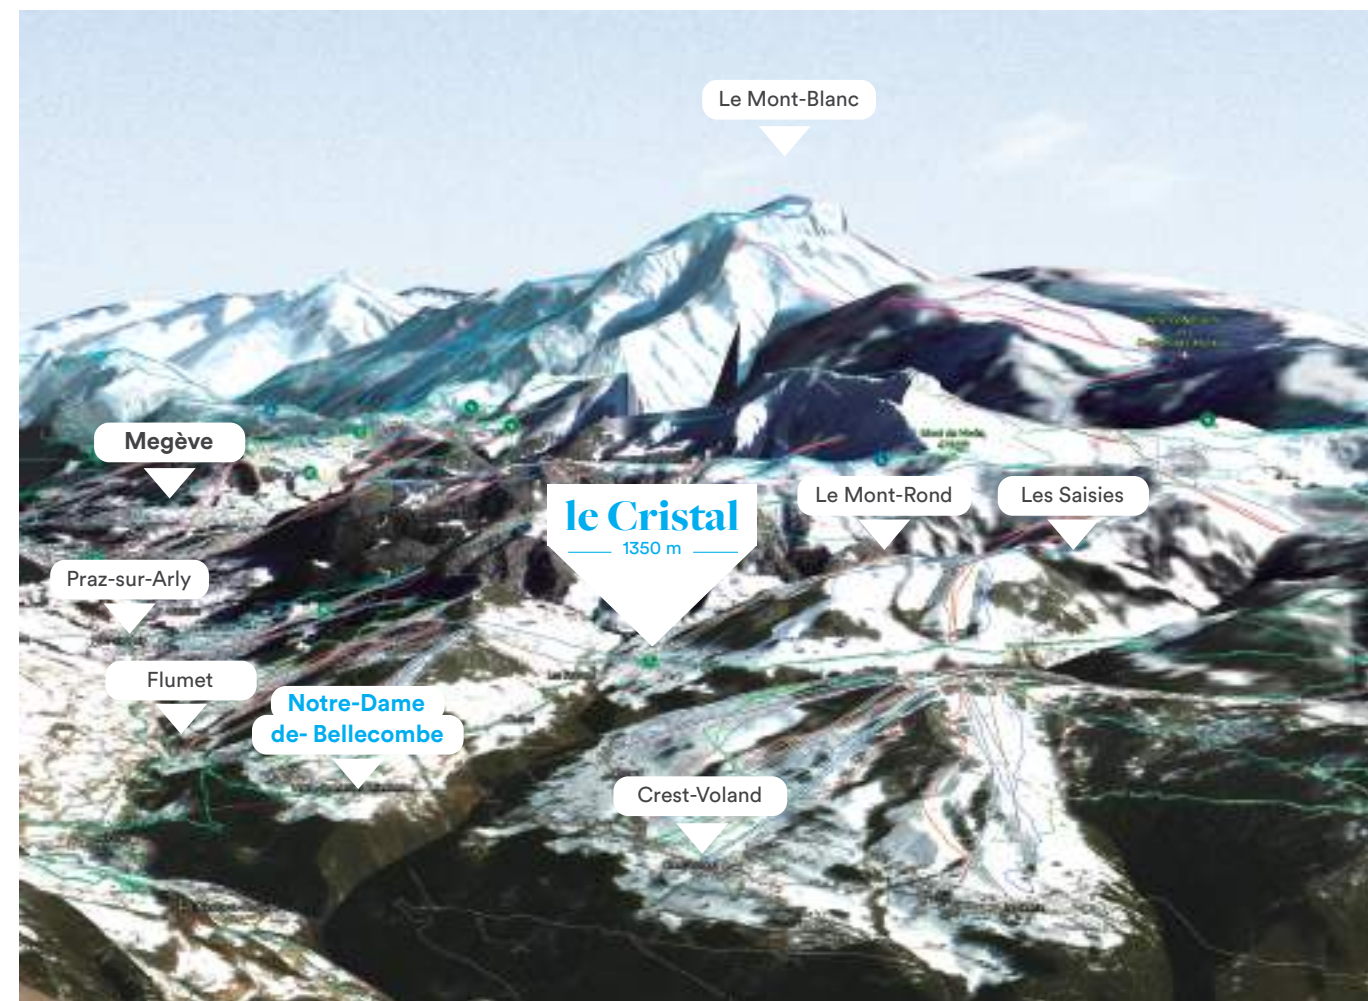 Le Mont-Blanc
Megève
le Cristal
1350 m
Le Mont-Rond
Les Saisies
Praz-sur-Arly
Flumet
Notre-Dame
de- Bellecombe
Crest-Voland